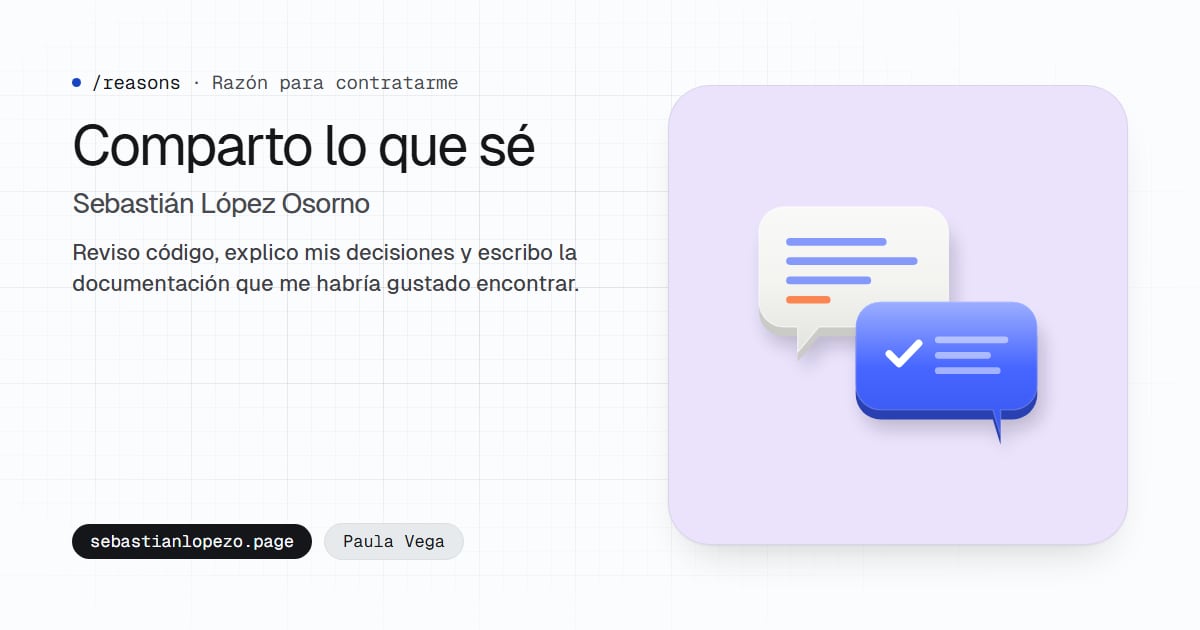 /reasons · Razón para contratarme
Comparto lo que sé
Sebastián López Osorno
Reviso código, explico mis decisiones y escribo la
documentación que me habría gustado encontrar.
sebastianlopezo.page
Paula Vega